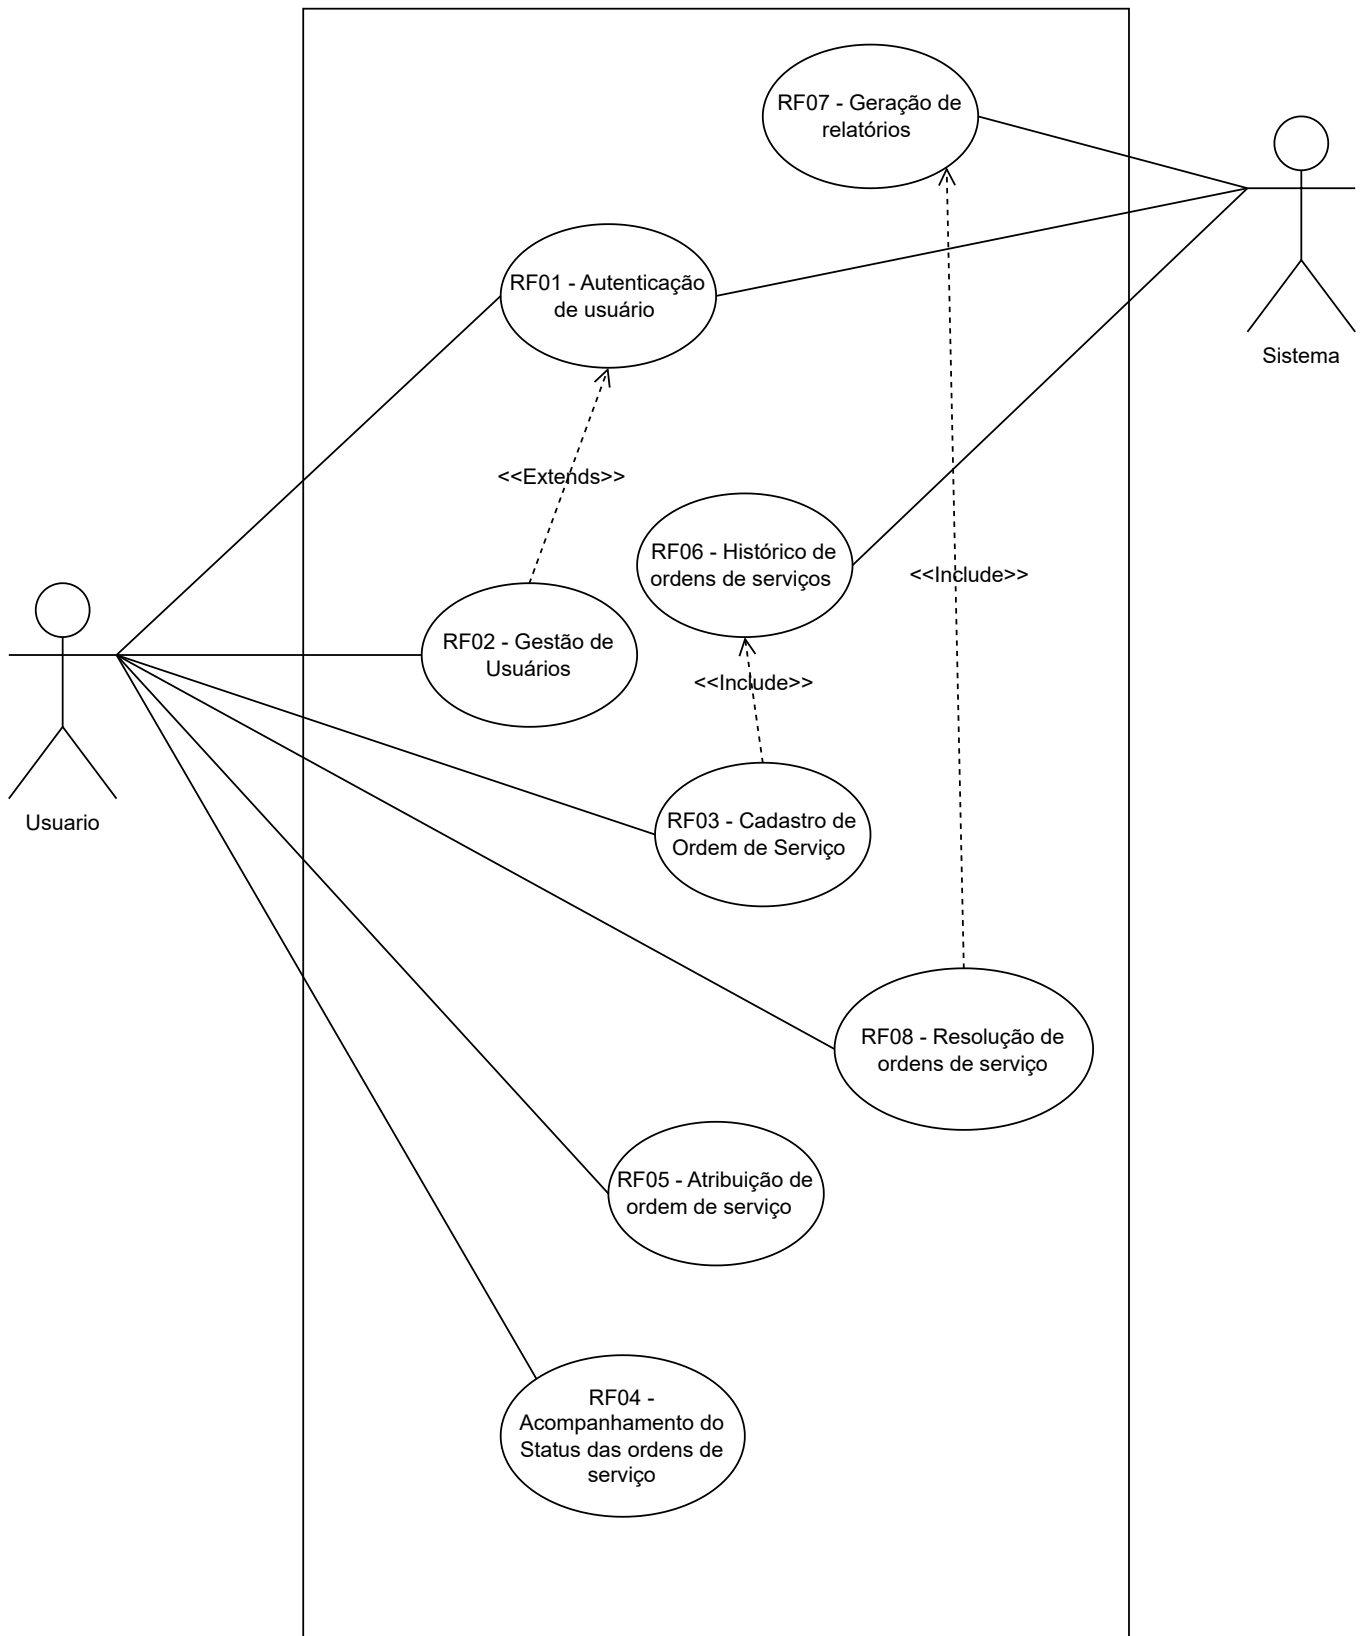 RF07 - Geração de
relatórios
RF01 - Autenticação
de usuário
Sistema
<<Extends>>
RF06 - Histórico de
ordens de serviços
<<Include>>
RF02 - Gestão de
Usuários
<<Include>>
Usuario
RF03 - Cadastro de
Ordem de Serviço
RF08 - Resolução de
ordens de serviço
RF05 - Atribuição de
ordem de serviço
RF04 -
Acompanhamento do
Status das ordens de
serviço